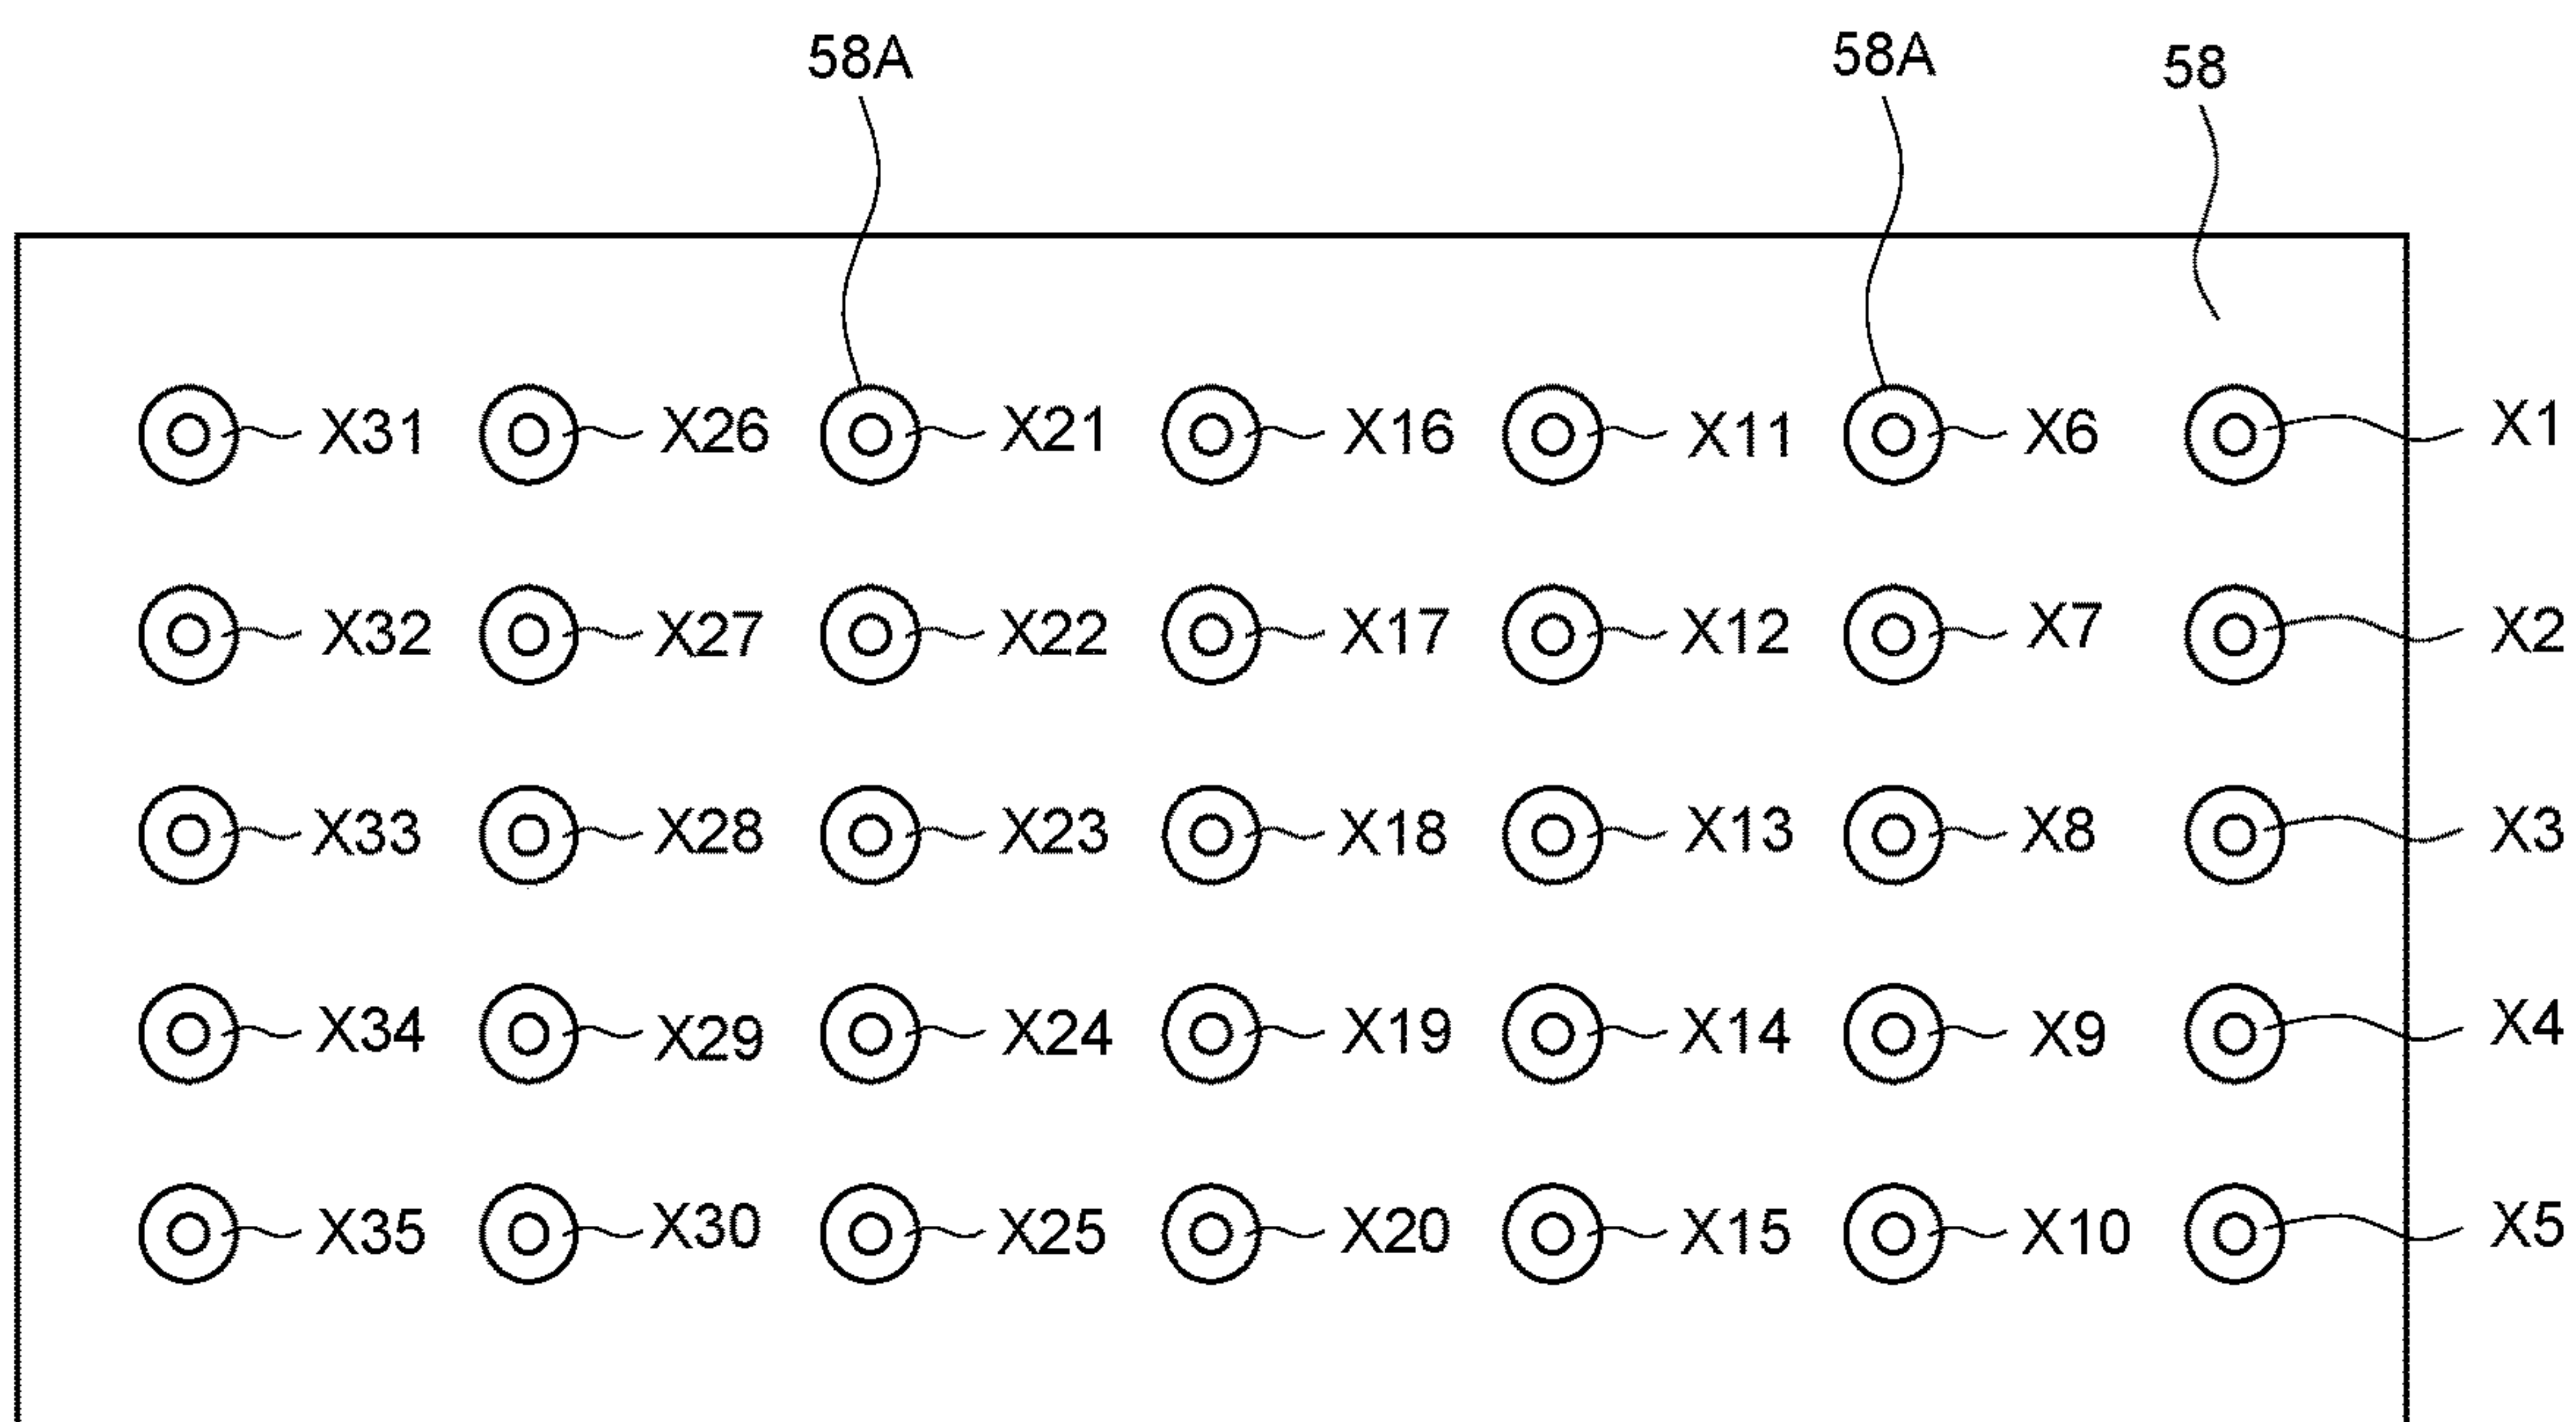 58A 58A 58
X31 X26 X21 X16 X11 X6 X1
X32 X27 X22 X17 X12 X7 X2
X33 X28 X23 X18 X13 X8 X3
X34 X29 X24 X19 X14 X9 X4
X35 X30 X25 X20 X15 X10 X5